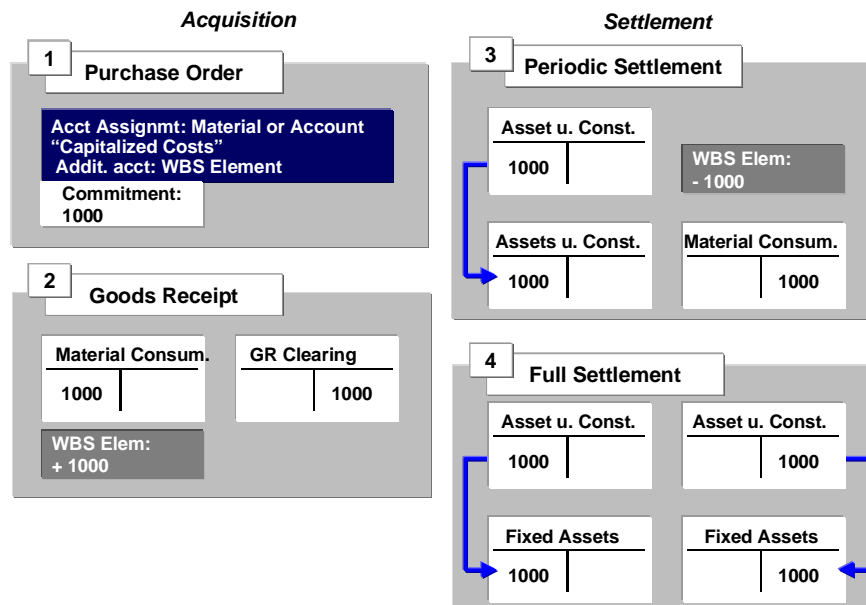 Acquisition
1
Purchase Order
Acct Assignmt: Material or Account
“Capitalized Costs”
Addit. acct: WBS Element
Commitment:
1000
2
Goods Receipt
Material Consum.
1000
GR Clearing
1000
WBS Elem:
+ 1000
Settlement
3
Periodic Settlement
Asset u. Const.
1000
WBS Elem:
- 1000
Assets u. Const.
1000
Material Consum.
1000
4
Full Settlement
Asset u. Const.
1000
Asset u. Const.
1000
Fixed Assets
1000
Fixed Assets
1000